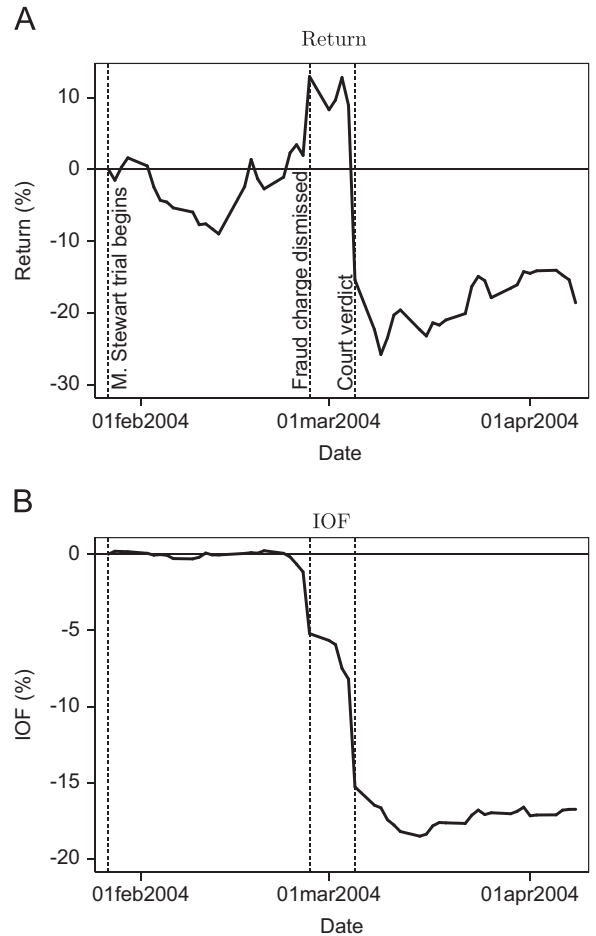 A
Return
10
0
-10
-20
-30
Return (%)
M. Stewart trial begins
Fraud charge dismissed
Court verdict
01feb2004 01mar2004 01apr2004
Date
B
IOF
0
-5
-10
-15
-20
IOF (%)
01feb2004 01mar2004 01apr2004
Date